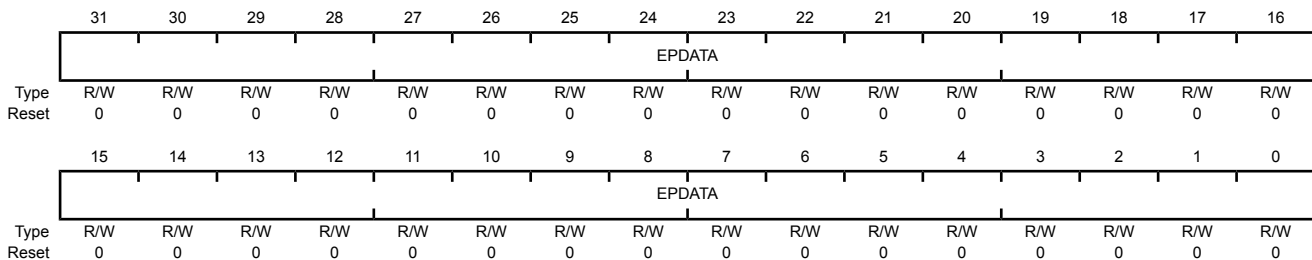 31 30 29 28 27 26 25 24 23 22 21 20 19 18 17 16
EPDATA
Type R/W R/W R/W R/W R/W R/W R/W R/W R/W R/W R/W R/W R/W R/W R/W R/W
Reset 0 0 0 0 0 0 0 0 0 0 0 0 0 0 0 0
15 14 13 12 11 10 9 8 7 6 5 4 3 2 1 0
EPDATA
Type R/W R/W R/W R/W R/W R/W R/W R/W R/W R/W R/W R/W R/W R/W R/W R/W
Reset 0 0 0 0 0 0 0 0 0 0 0 0 0 0 0 0